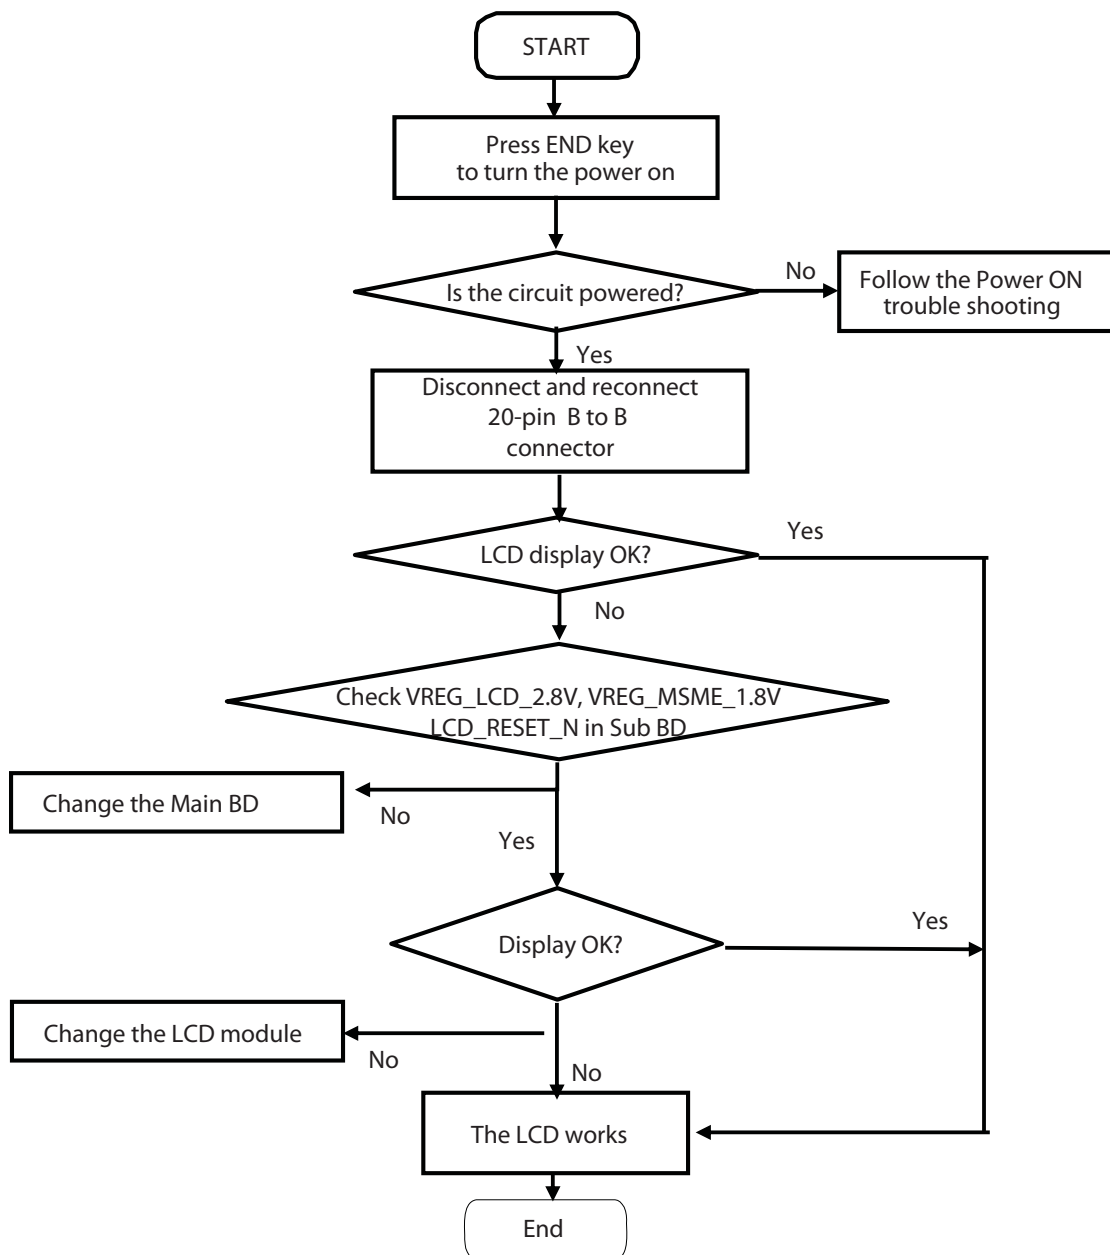 START
Press END key
to turn the power on
Is the circuit powered?
No
Follow the Power ON
trouble shooting
Yes
Disconnect and reconnect
20-pin B to B
connector
LCD display OK?
Yes
No
Check VREG_LCD_2.8V, VREG_MSME_1.8V
LCD_RESET_N in Sub BD
Change the Main BD
No
Yes
Display OK?
Yes
Change the LCD module
No
No
The LCD works
End